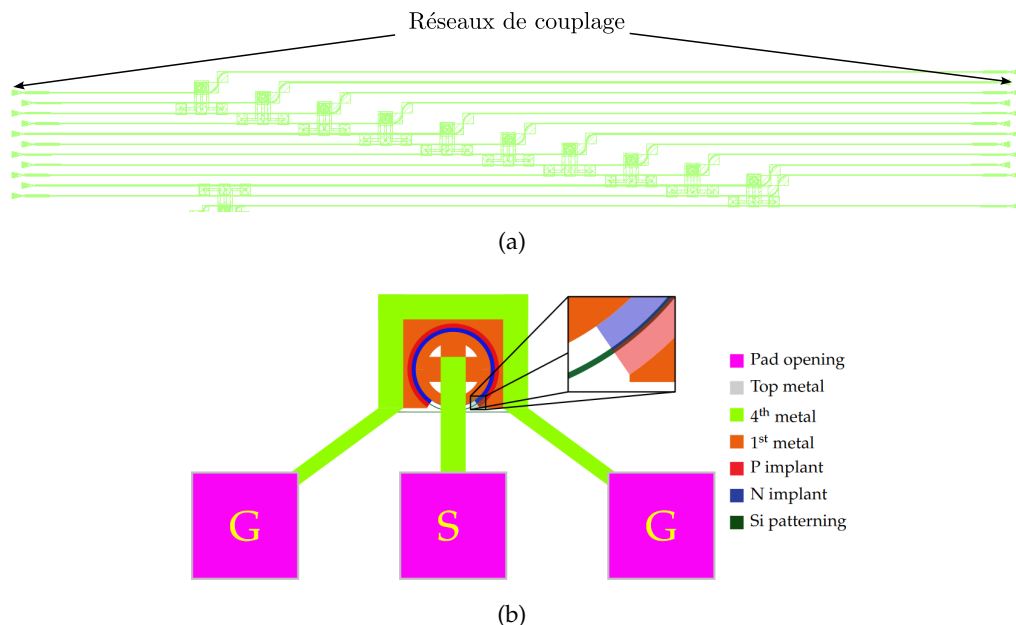 Réseaux de couplage
(a)
Pad opening
Top metal
4th metal
1st metal
P implant
N implant
Si patterning
G S G
(b)